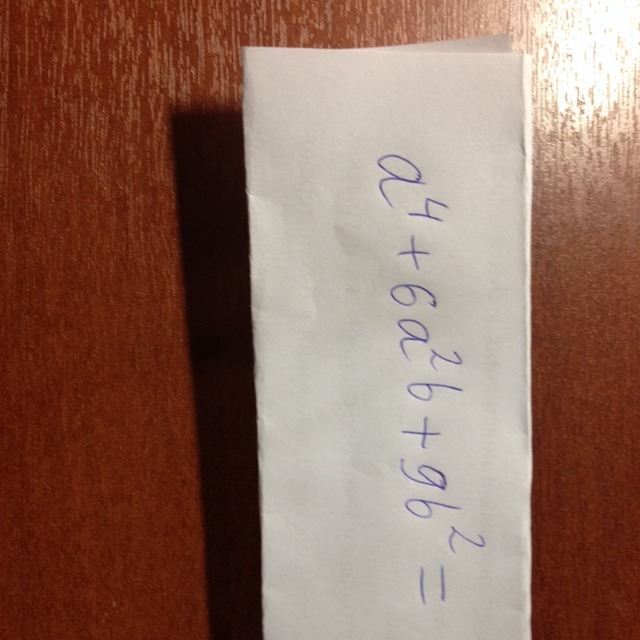 a⁴ + 6a²b + 9b² =